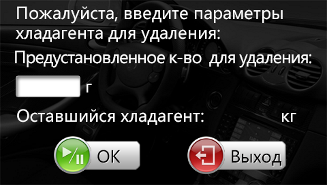 Пожалуйста, введите параметры
хладагента для удаления:
Предустановленное к-во для удаления:
г
Оставшийся хладагент: кг
OK Выход